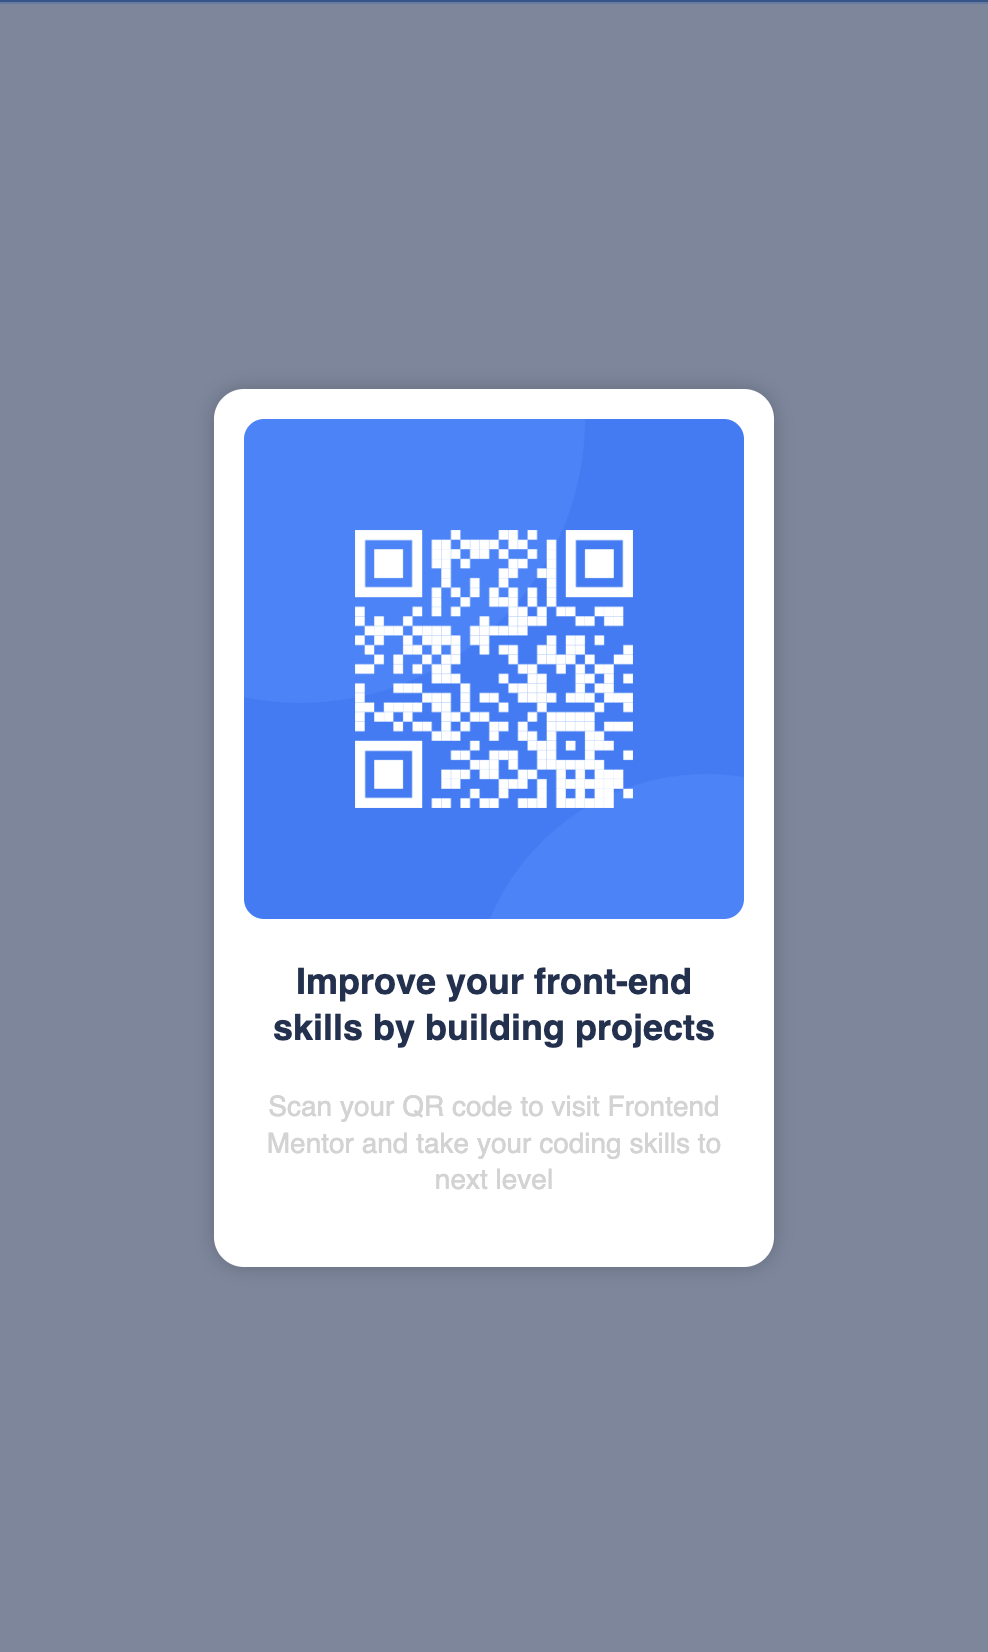 Improve your front-end
skills by building projects
Scan your QR code to visit Frontend
Mentor and take your coding skills to
next level